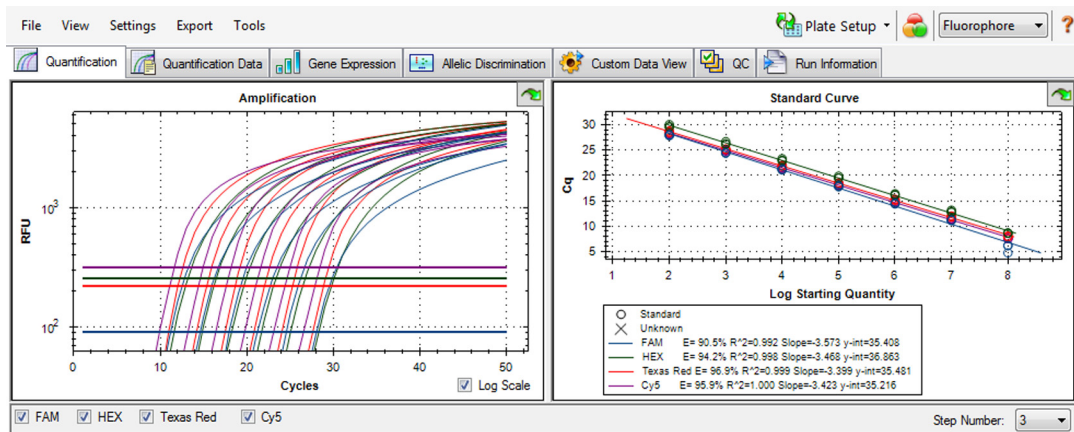 File View Settings Export Tools Plate Setup Fluorophore ?
Quantification Quantification Data Gene Expression Allelic Discrimination Custom Data View QC Run Information
Amplification
RFU
10^3
10^2
0 10 20 30 40 50
Cycles
Log Scale
Standard Curve
Cq
30
25
20
15
10
5
1 2 3 4 5 6 7 8
Log Starting Quantity
Standard
Unknown
FAM E= 90.5% R^2=0.992 Slope=-3.573 y-int=35.408
HEX E= 94.2% R^2=0.998 Slope=-3.468 y-int=36.863
Texas Red E= 96.9% R^2=0.999 Slope=-3.399 y-int=35.481
Cy5 E= 95.9% R^2=1.000 Slope=-3.423 y-int=35.216
FAM HEX Texas Red Cy5 Step Number: 3